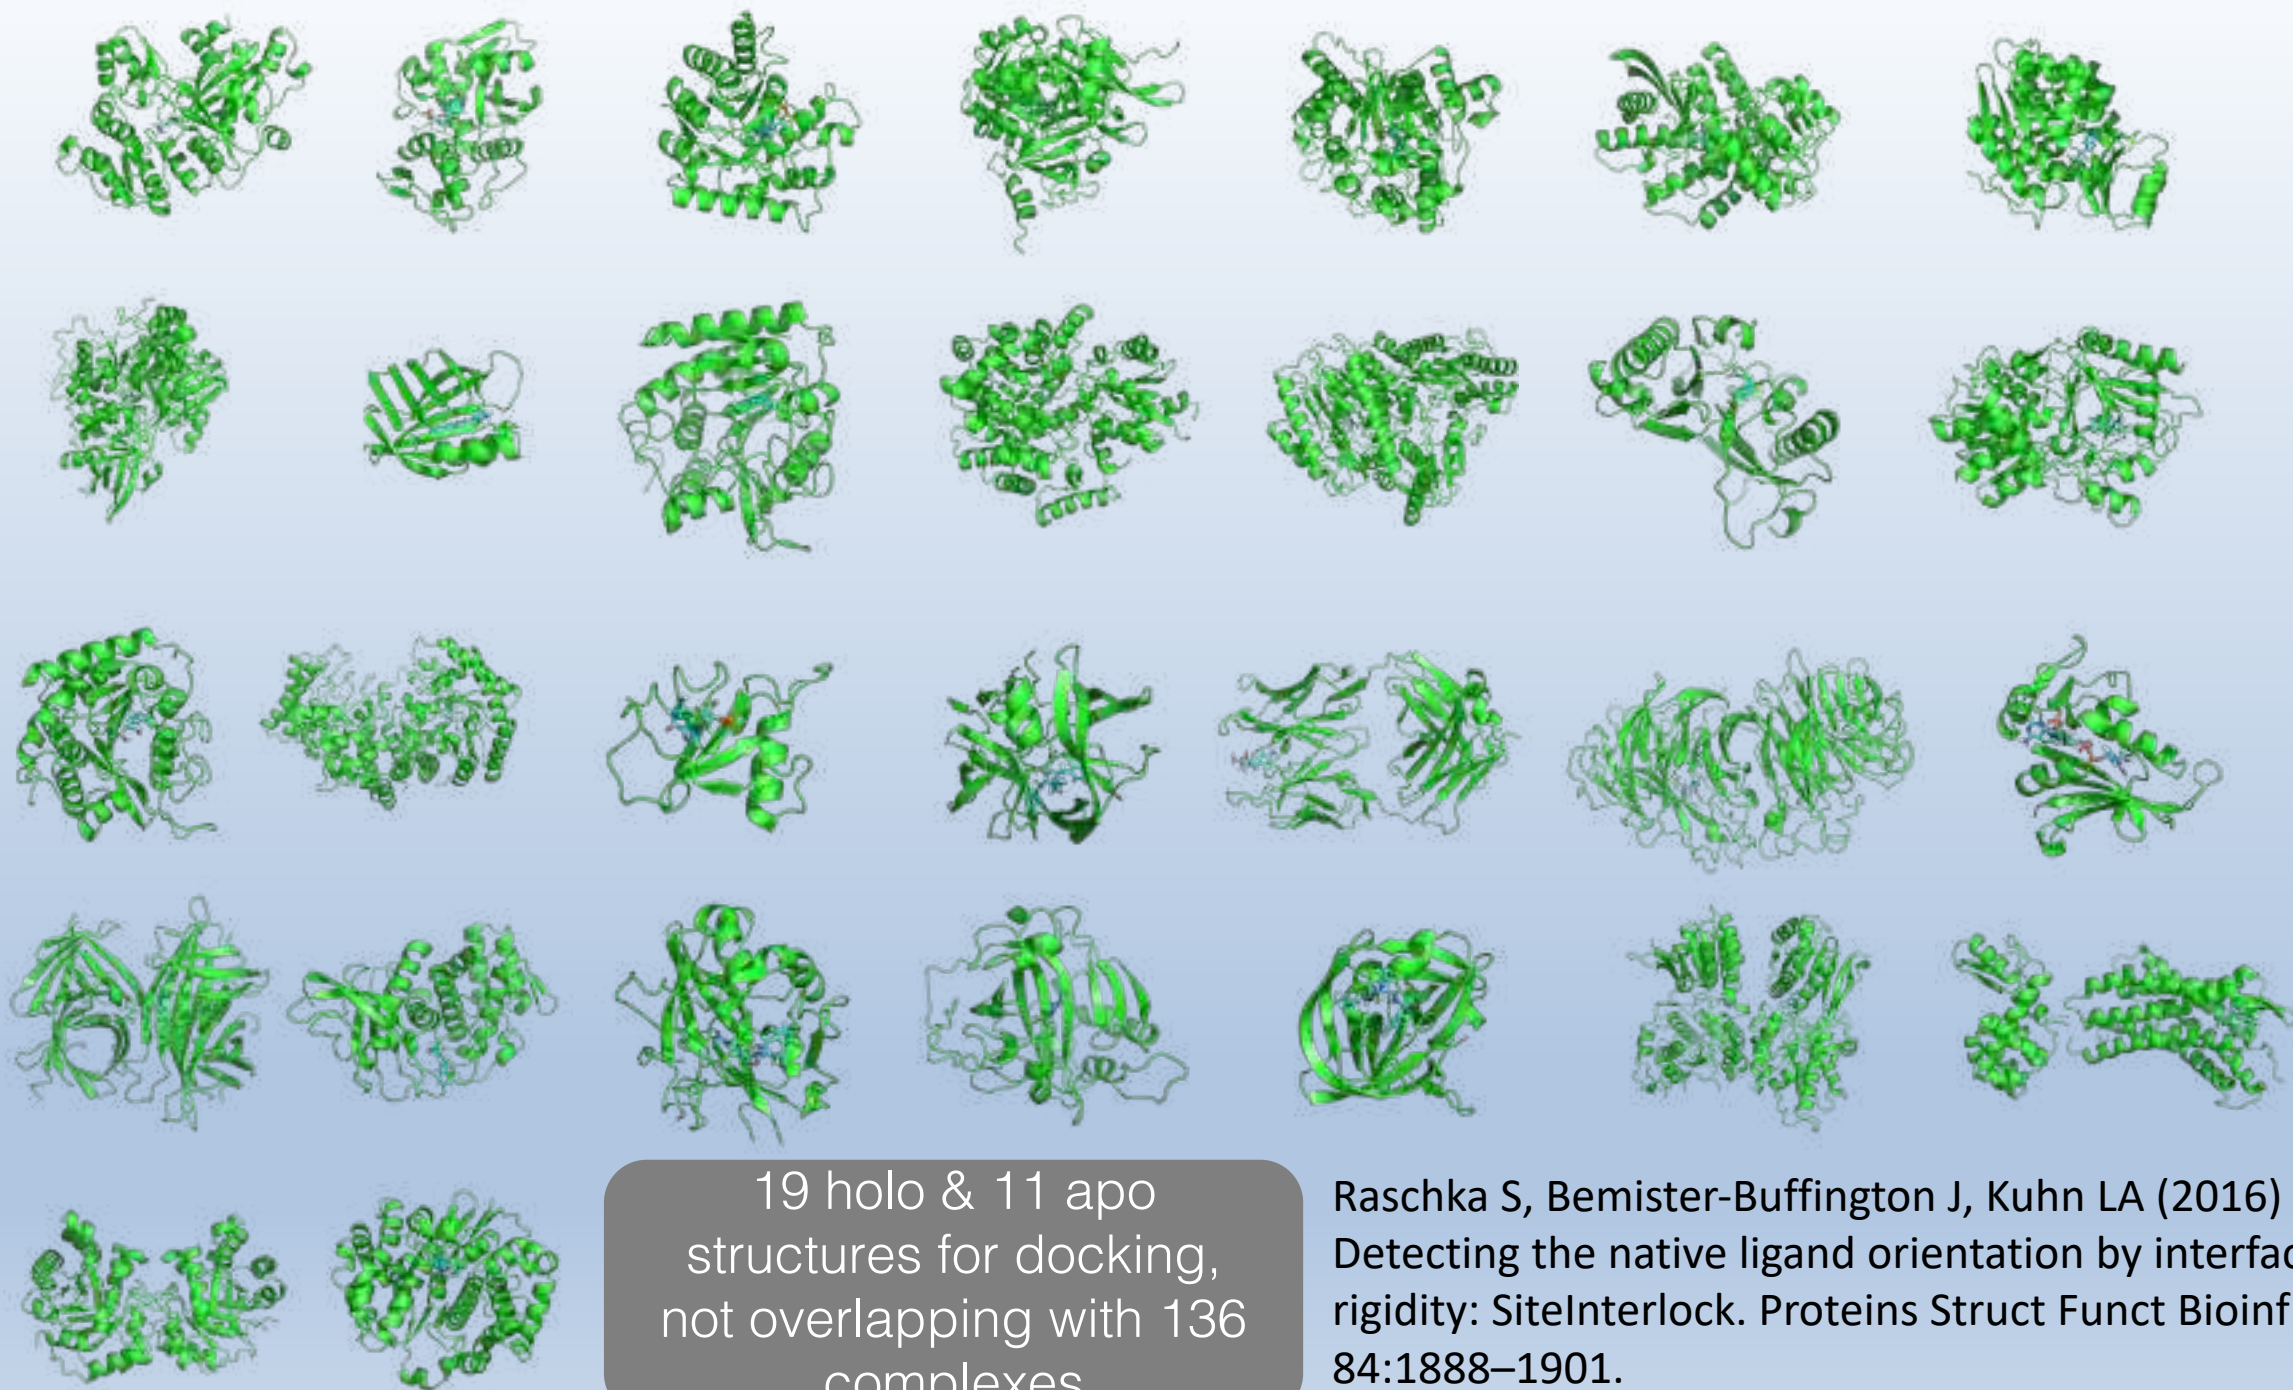 19 holo & 11 apo
structures for docking,
not overlapping with 136
complexes
Raschka S, Bemister-Buffington J, Kuhn LA (2016)
Detecting the native ligand orientation by interfac
rigidity: SiteInterlock. Proteins Struct Funct Bioinf
84:1888–1901.